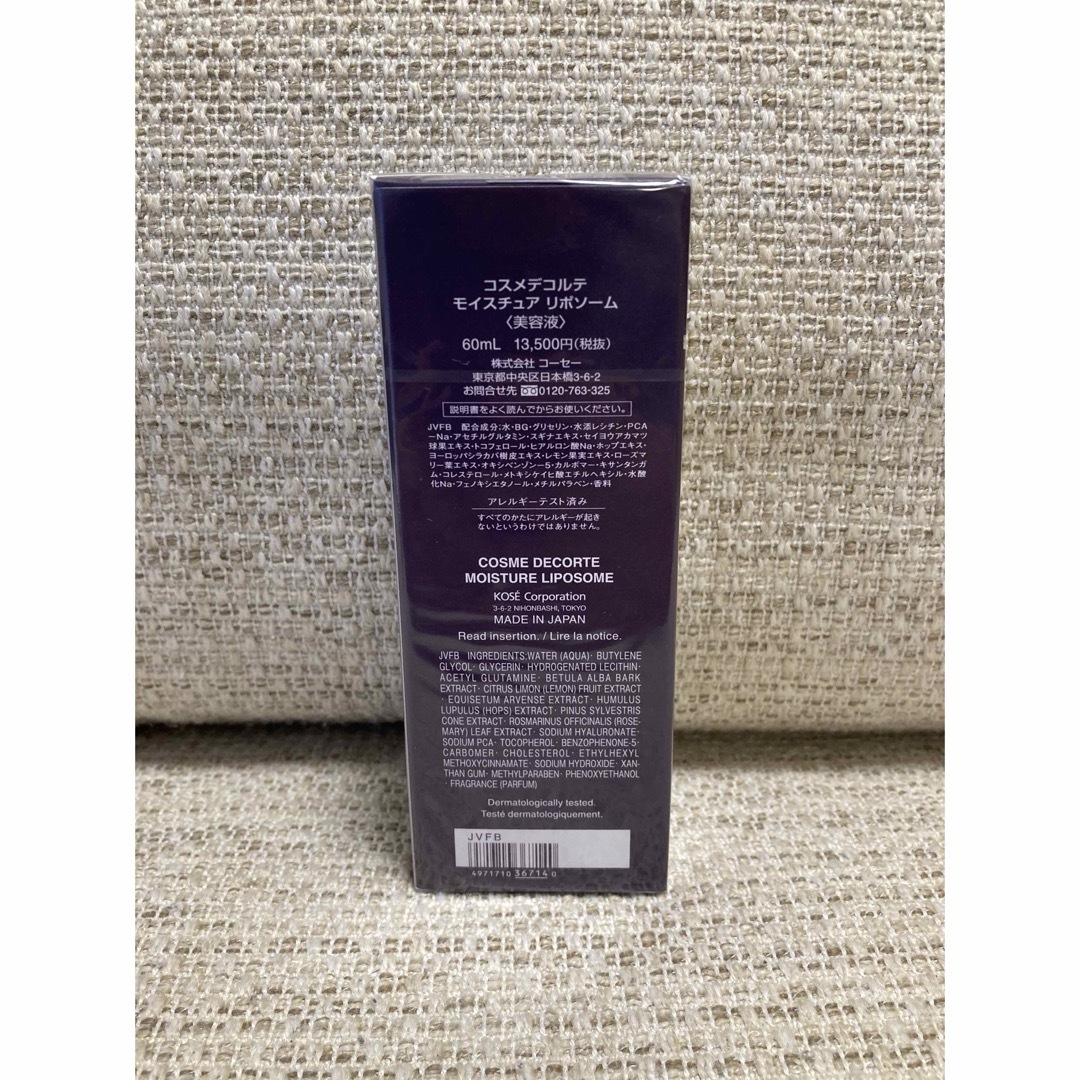 コスメデコルテ
モイスチュア リポソーム
〈美容液〉
60mL 13,500円(税抜)
株式会社 コーセー
東京都中央区日本橋3-6-2
お問合せ先 0120-763-325
説明書をよく読んでからお使いください。
JVFB 配合成分:水・BG・グリセリン・水添レシチン・PCA
ーNa・アセチルグルタミン・スギナエキス・セイヨウアカマツ
球果エキス・トコフェロール・ヒアルロン酸Na・ホップエキス・
ヨーロッパシラカバ樹皮エキス・レモン果実エキス・ローズマ
リー葉エキス・オキシベンゾンー5・カルボマー・キサンタンガ
ム・コレステロール・メトキシケイヒ酸エチルヘキシル・水酸
化Na・フェノキシエタノール・メチルパラベン・香料
アレルギーテスト済み
すべてのかたにアレルギーが起き
ないというわけではありません。
COSME DECORTE
MOISTURE LIPOSOME
KOSÉ Corporation
3-6-2 NIHONBASHI, TOKYO
MADE IN JAPAN
Read insertion. / Lire la notice.
JVFB INGREDIENTS:WATER (AQUA)· BUTYLENE
GLYCOL· GLYCERIN· HYDROGENATED LECITHIN·
ACETYL GLUTAMINE· BETULA ALBA BARK
EXTRACT· CITRUS LIMON (LEMON) FRUIT EXTRACT
· EQUISETUM ARVENSE EXTRACT· HUMULUS
LUPULUS (HOPS) EXTRACT· PINUS SYLVESTRIS
CONE EXTRACT· ROSMARINUS OFFICINALIS (ROSE-
MARY) LEAF EXTRACT· SODIUM HYALURONATE·
SODIUM PCA· TOCOPHEROL· BENZOPHENONE-5·
CARBOMER· CHOLESTEROL· ETHYLHEXYL
METHOXYCINNAMATE· SODIUM HYDROXIDE· XAN-
THAN GUM· METHYLPARABEN· PHENOXYETHANOL
· FRAGRANCE (PARFUM)
Dermatologically tested.
Testé dermatologiquement.
JVFB
4971710 36714 0